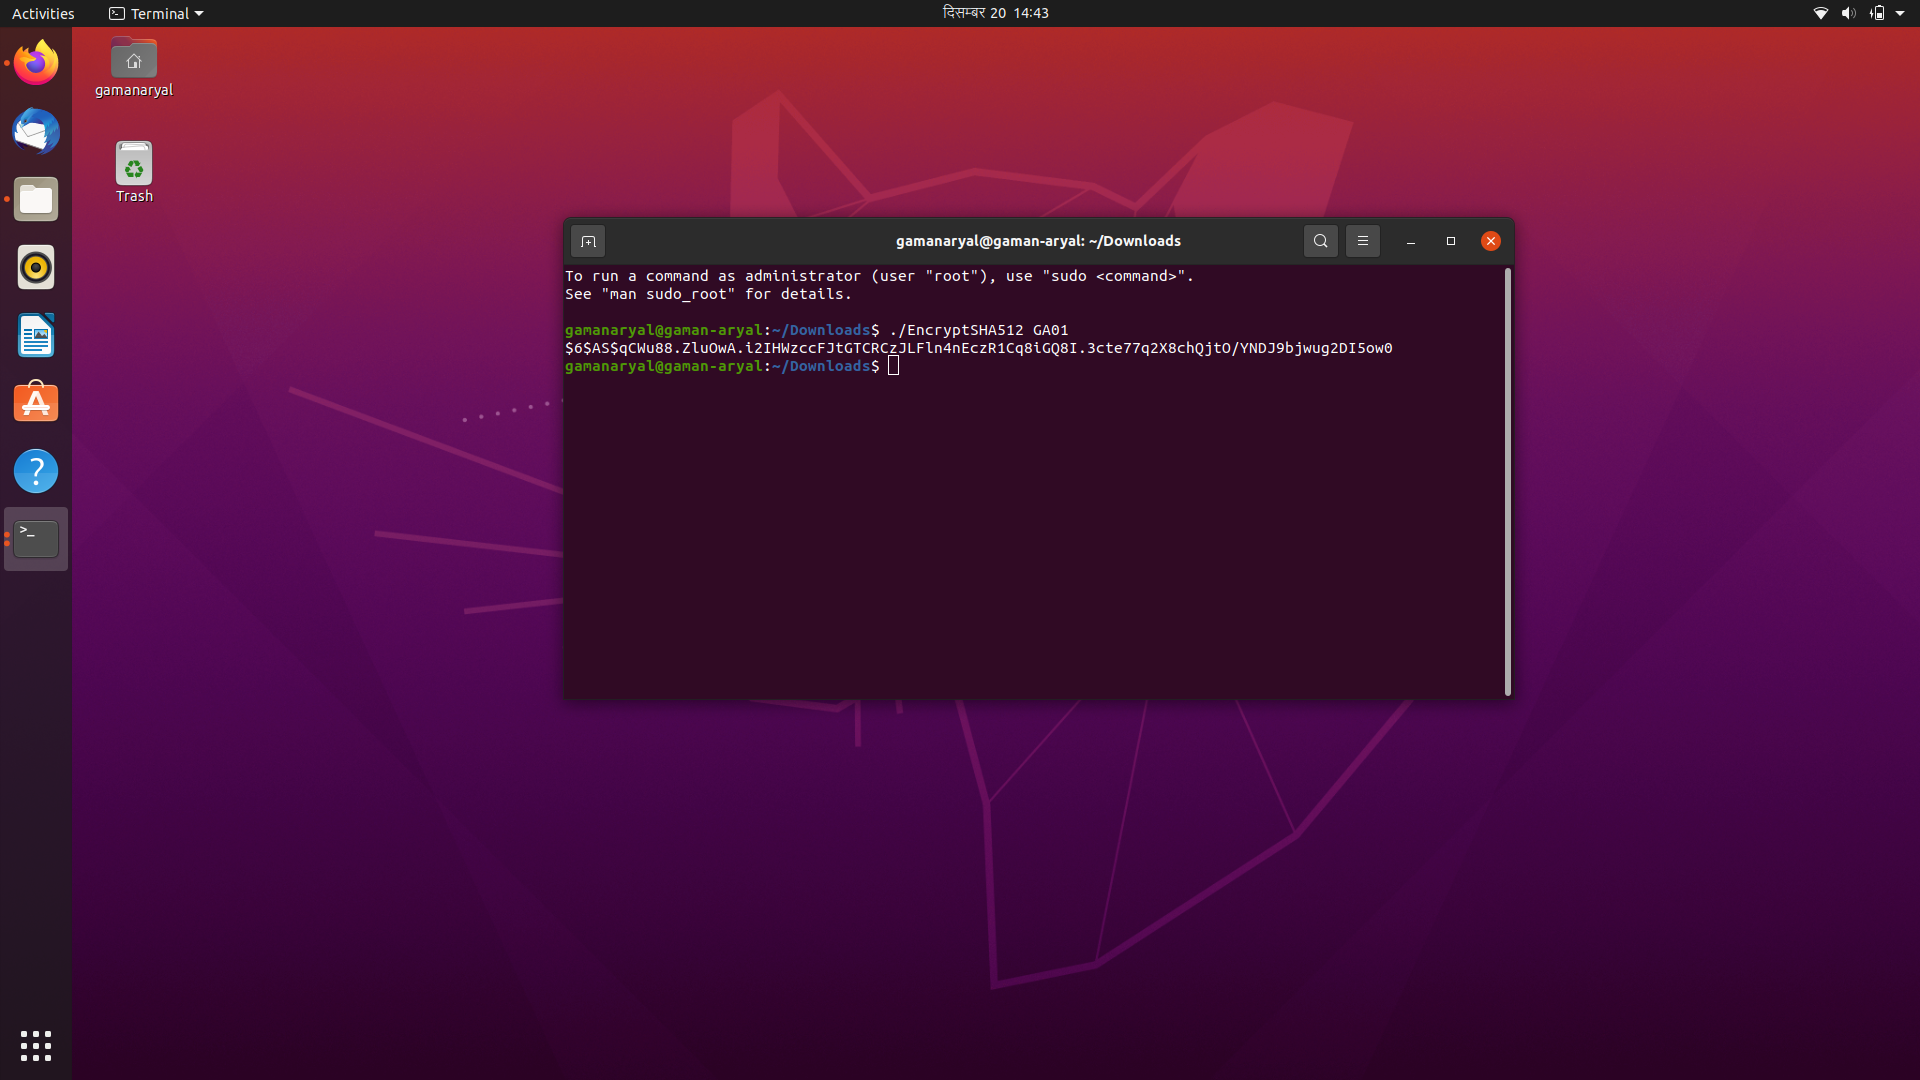 Activities Terminal दिसम्बर 20 14:43
gamanaryal
Trash
gamanaryal@gaman-aryal: ~/Downloads
To run a command as administrator (user "root"), use "sudo <command>".
See "man sudo_root" for details.
gamanaryal@gaman-aryal:~/Downloads$ ./EncryptSHA512 GA01
$6$AS$qCWu88.ZluOwA.i2IHWzccFJtGTCRCzJLFln4nEczR1Cq8iGQ8I.3cte77q2X8chQjtO/YNDJ9bjwug2DI5ow0
gamanaryal@gaman-aryal:~/Downloads$